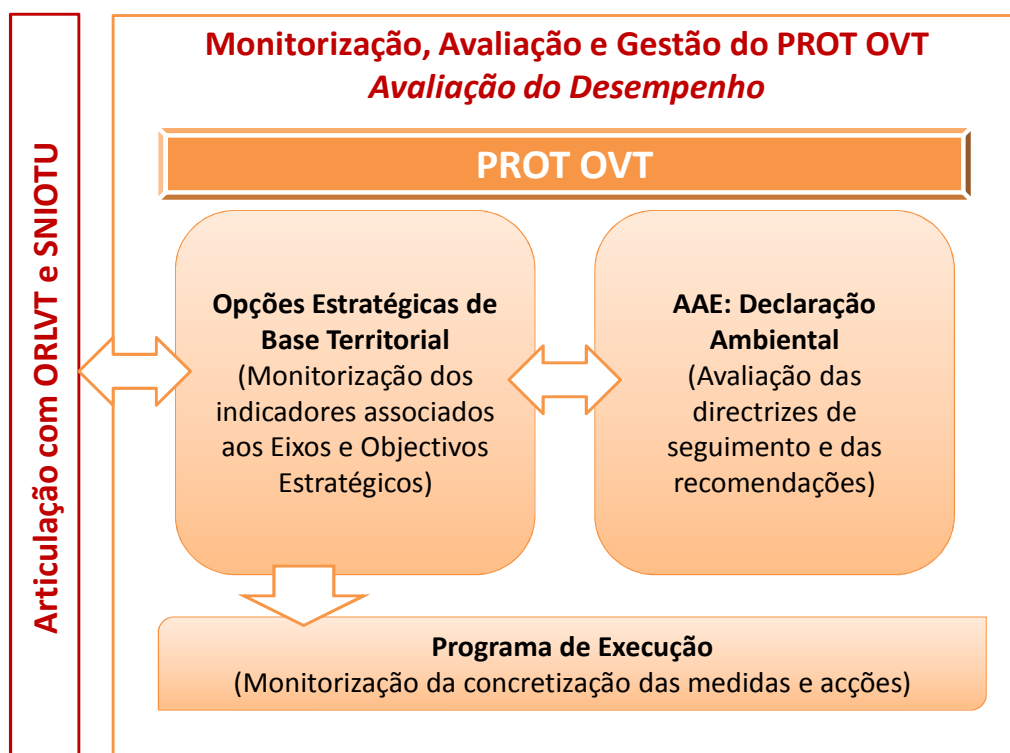 Articulação com ORLVT e SNIOTU
Monitorização, Avaliação e Gestão do PROT OVT
Avaliação do Desempenho
PROT OVT
Opções Estratégicas de
Base Territorial
(Monitorização dos
indicadores associados
aos Eixos e Objectivos
Estratégicos)
AAE: Declaração
Ambiental
(Avaliação das
directrizes de
seguimento e das
recomendações)
Programa de Execução
(Monitorização da concretização das medidas e acções)